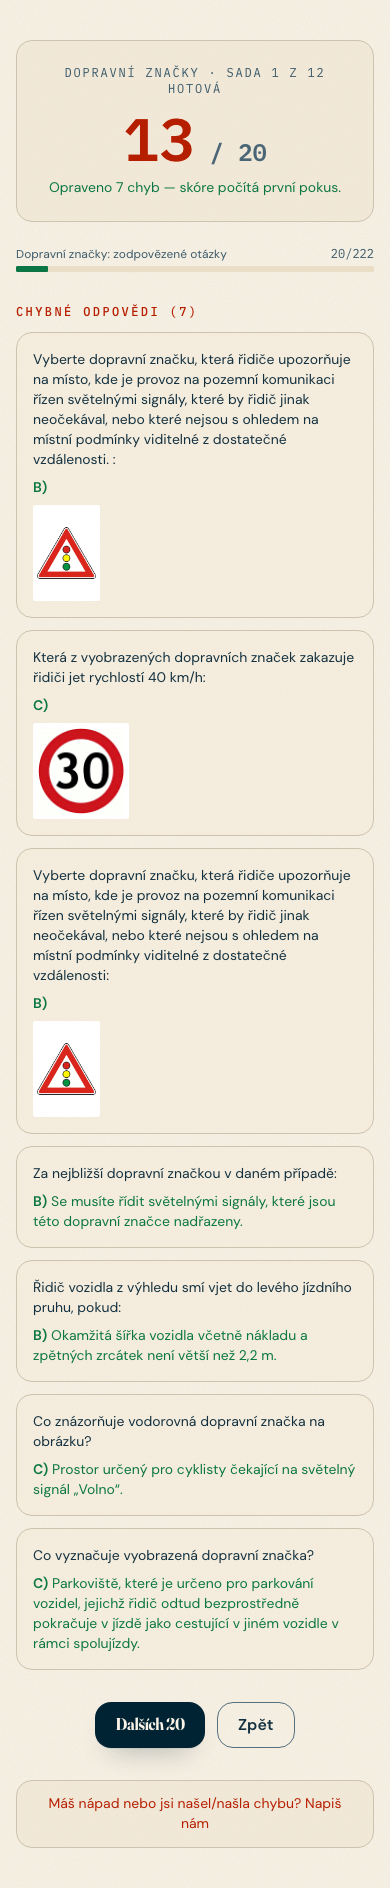 DOPRAVNÍ ZNAČKY · SADA 1 Z 12
HOTOVÁ
13 / 20
Opraveno 7 chyb — skóre počítá první pokus.
Dopravní značky: zodpovězené otázky 20/222
CHYBNÉ ODPOVĚDI (7)
Vyberte dopravní značku, která řidiče upozorňuje
na místo, kde je provoz na pozemní komunikaci
řízen světelnými signály, které by řidič jinak
neočekával, nebo které nejsou s ohledem na
místní podmínky viditelné z dostatečné
vzdálenosti. :
B)
Která z vyobrazených dopravních značek zakazuje
řidiči jet rychlostí 40 km/h:
C)
30
Vyberte dopravní značku, která řidiče upozorňuje
na místo, kde je provoz na pozemní komunikaci
řízen světelnými signály, které by řidič jinak
neočekával, nebo které nejsou s ohledem na
místní podmínky viditelné z dostatečné
vzdálenosti:
B)
Za nejbližší dopravní značkou v daném případě:
B) Se musíte řídit světelnými signály, které jsou
této dopravní značce nadřazeny.
Řidič vozidla z výhledu smí vjet do levého jízdního
pruhu, pokud:
B) Okamžitá šířka vozidla včetně nákladu a
zpětných zrcátek není větší než 2,2 m.
Co znázorňuje vodorovná dopravní značka na
obrázku?
C) Prostor určený pro cyklisty čekající na světelný
signál „Volno“.
Co vyznačuje vyobrazená dopravní značka?
C) Parkoviště, které je určeno pro parkování
vozidel, jejichž řidič odtud bezprostředně
pokračuje v jízdě jako cestující v jiném vozidle v
rámci spolujízdy.
Dalších 20
Zpět
Máš nápad nebo jsi našel/našla chybu? Napiš
nám